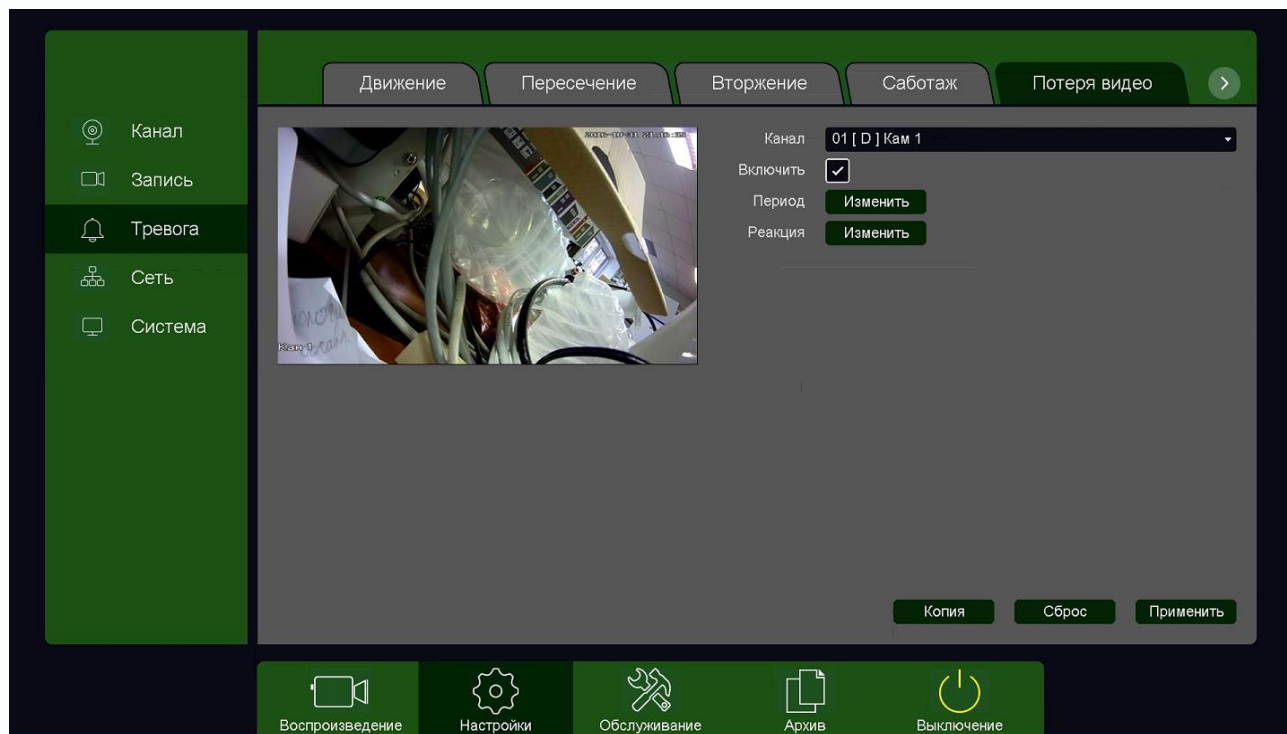 Движение Пересечение Вторжение Саботаж Потеря видео
Канал
Запись
Тревога
Сеть
Система
Кам 1
Канал 01 [ D ] Кам 1
Включить
Период Изменить
Реакция Изменить
Копия Сброс Применить
Воспроизведение Настройки Обслуживание Архив Выключение